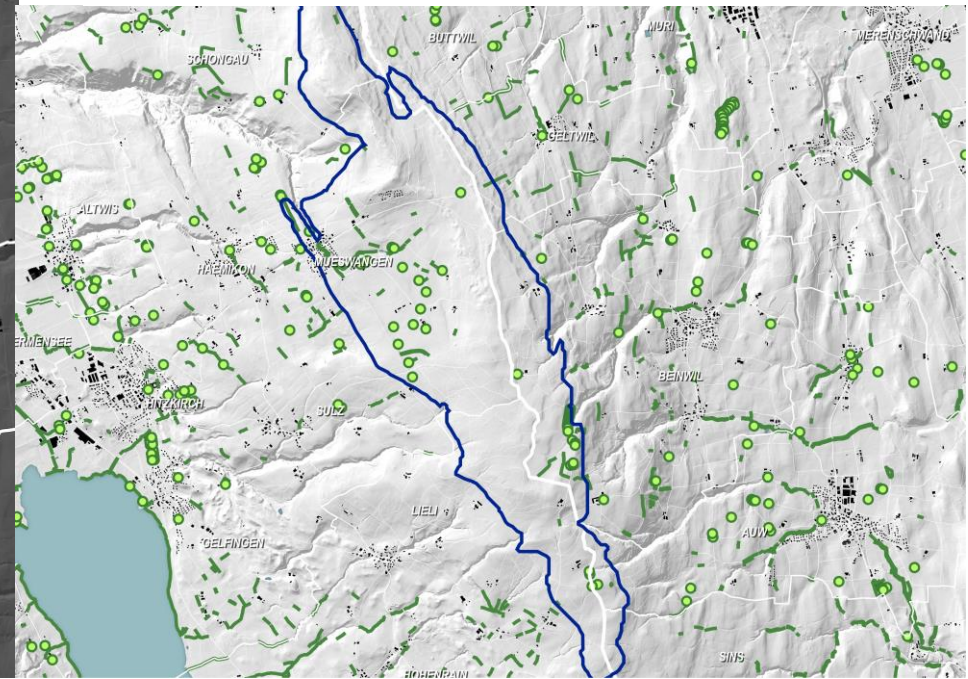 BUTTWIL
MURI
MERENSCHWAND
SCHONGAU
GELTWIL
ALTWIS
MUESWANGEN
HAEMIKON
ERMENSEE
BEINWIL
HITZKIRCH
SULZ
LIELI
AUW
GELFINGEN
SINS
HOHENRAIN